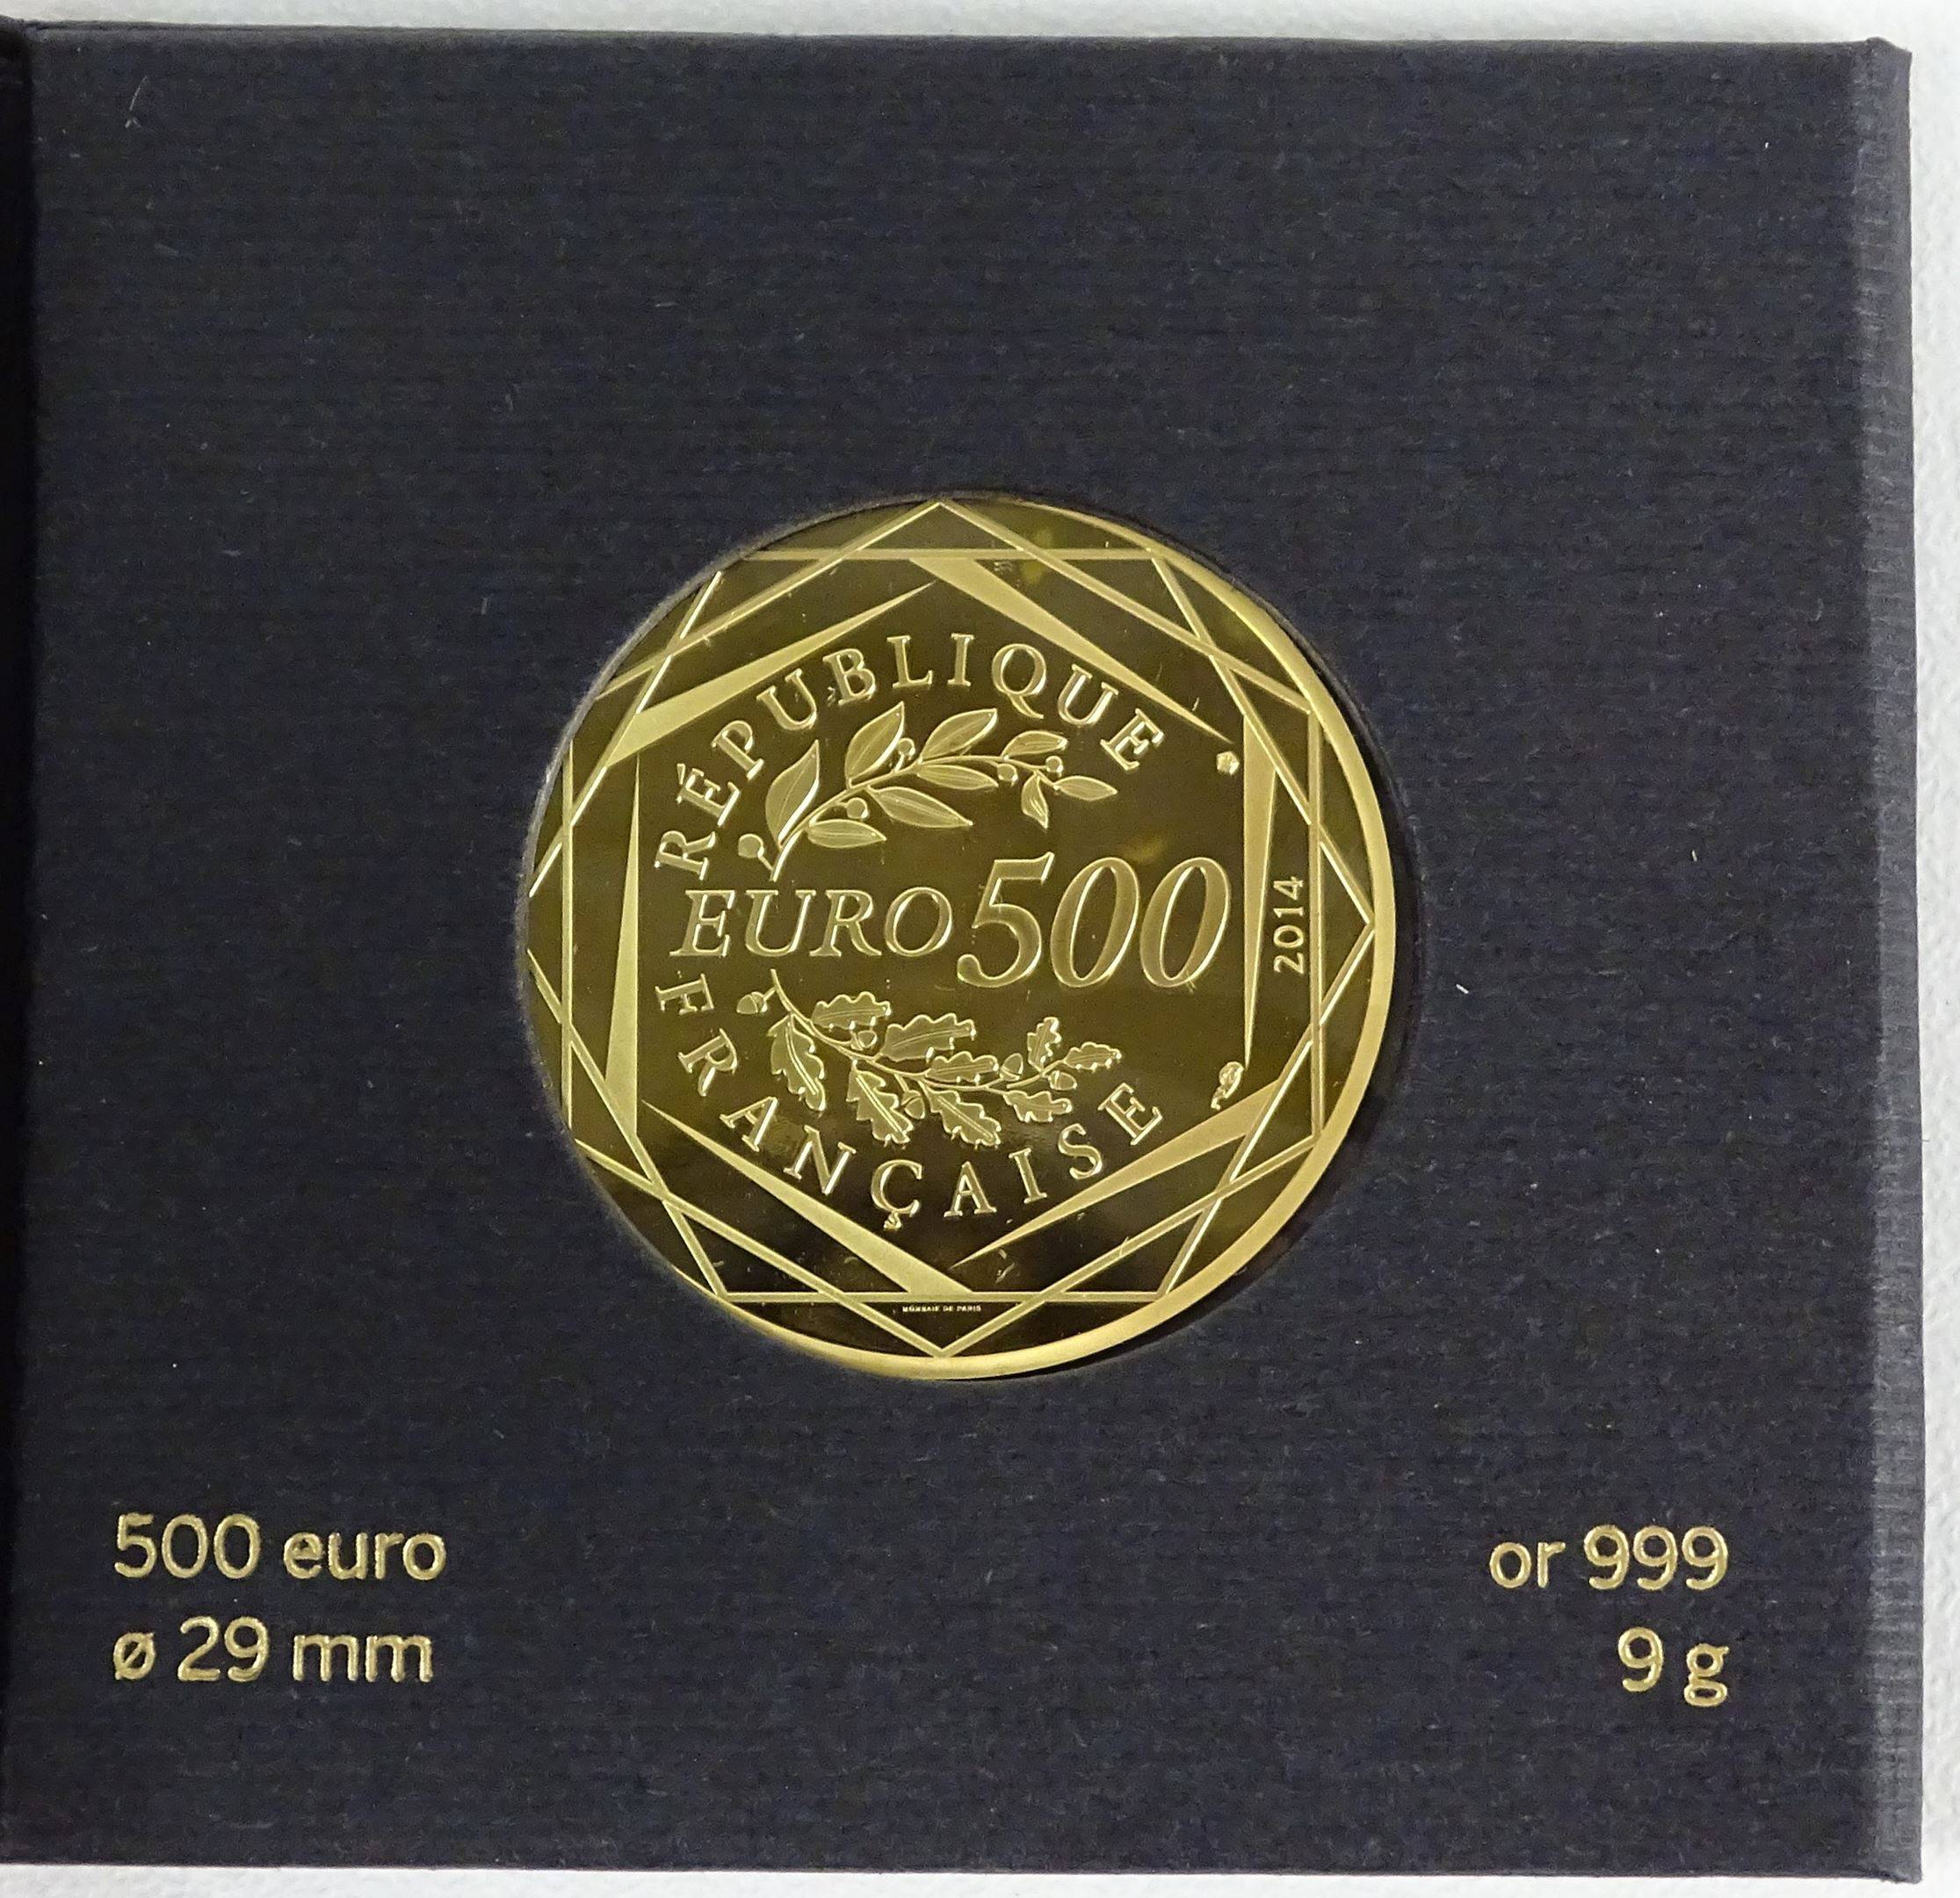 RÉPUBLIQUE
EURO 500
2014
FRANÇAISE
MONNAIE DE PARIS
500 euro
ø 29 mm
or 999
9 g